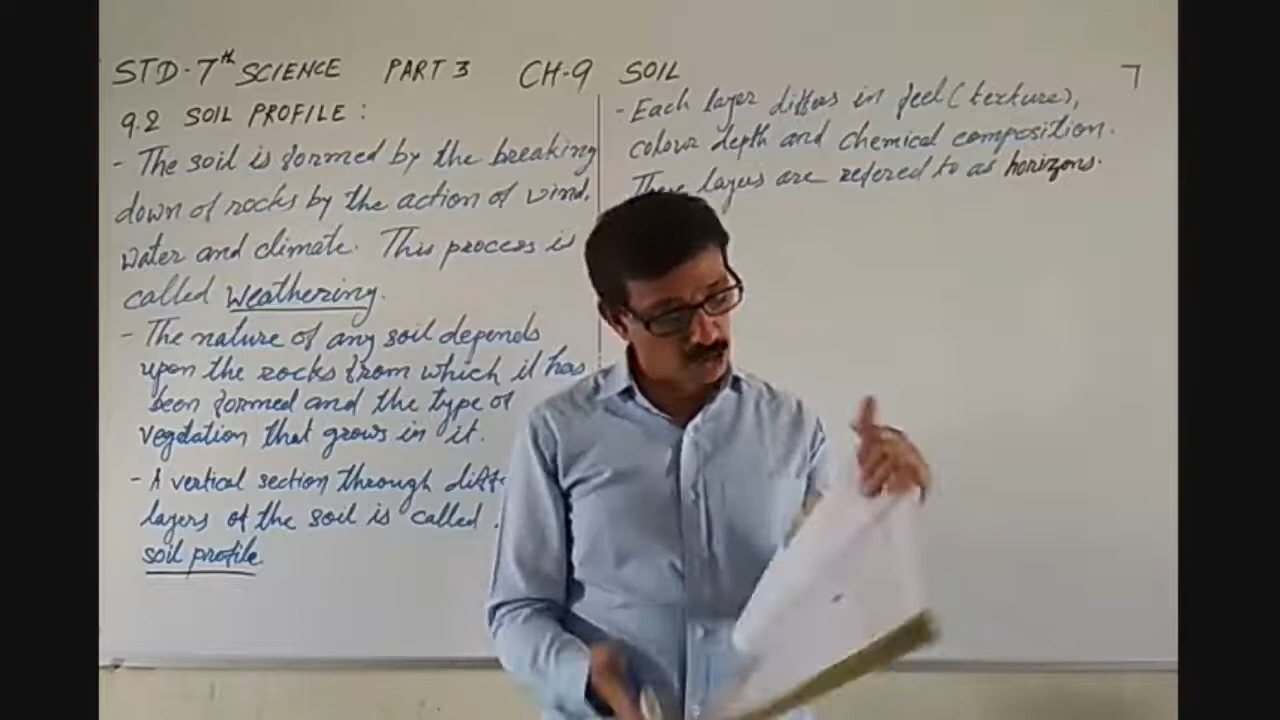 STD-7th SCIENCE PART 3 CH-9 SOIL 7
9.2 SOIL PROFILE :
- The soil is formed by the breaking
down of rocks by the action of wind,
water and climate. This process is
called weathering.
- The nature of any soil depends
upon the rocks from which it has
been formed and the type of
vegetation that grows in it.
- A vertical section through
layers of the soil is called
soil profile.
- Each layer differs in feel (texture),
colour depth and chemical composition.
layers are refered to as horizons.